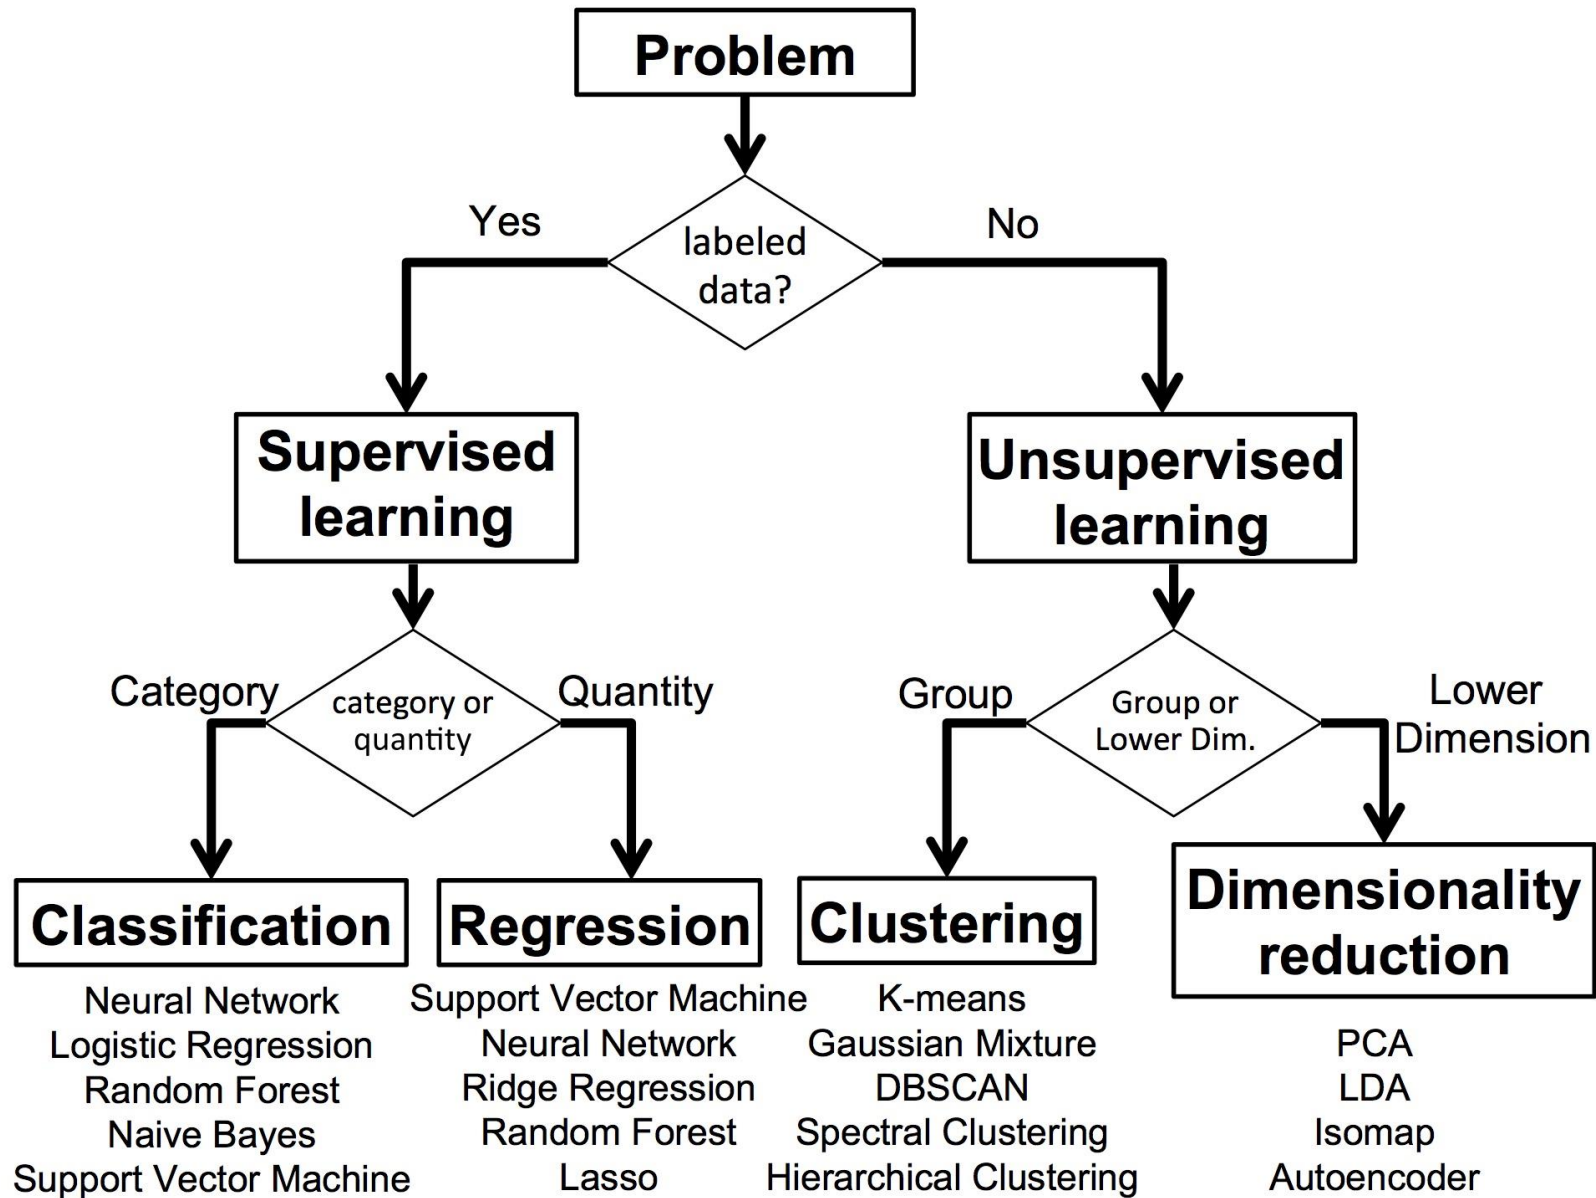 Problem
labeled
data?
Yes
No
Supervised
learning
Unsupervised
learning
category or
quantity
Category
Quantity
Group or
Lower Dim.
Group
Lower
Dimension
Classification
Neural Network
Logistic Regression
Random Forest
Naive Bayes
Support Vector Machine
Regression
Support Vector Machine
Neural Network
Ridge Regression
Random Forest
Lasso
Clustering
K-means
Gaussian Mixture
DBSCAN
Spectral Clustering
Hierarchical Clustering
Dimensionality
reduction
PCA
LDA
Isomap
Autoencoder